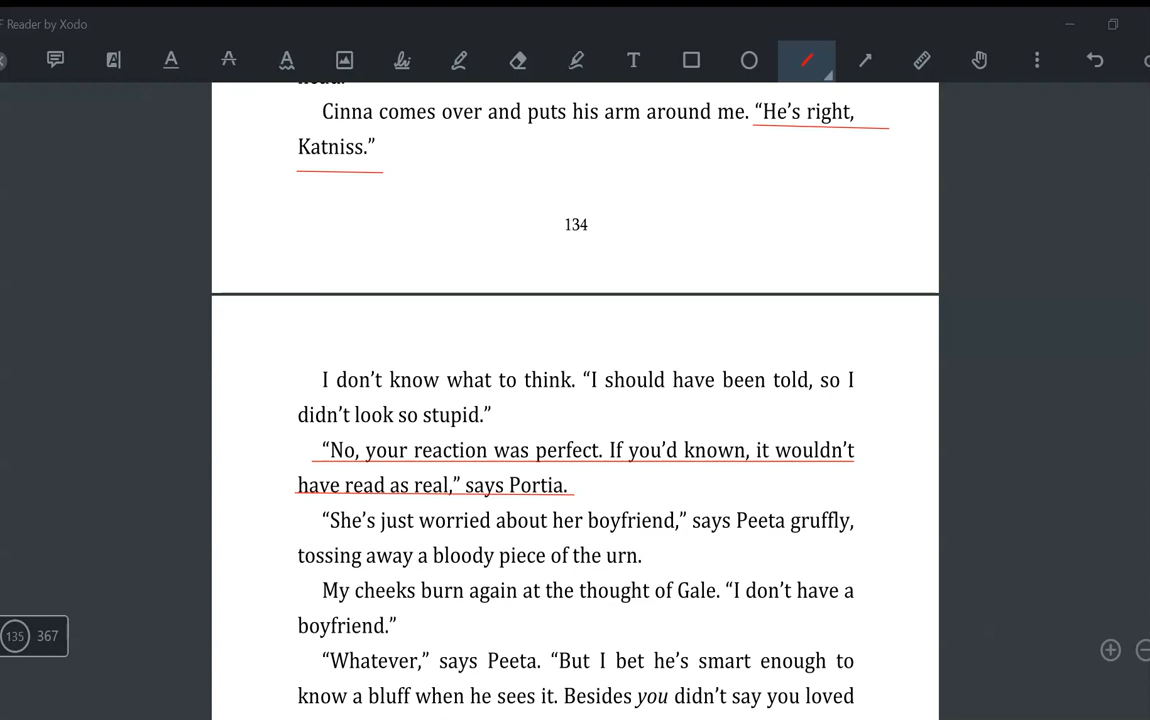 F Reader by Xodo
Cinna comes over and puts his arm around me. “He’s right,
Katniss.”
134
I don’t know what to think. “I should have been told, so I
didn’t look so stupid.”
“No, your reaction was perfect. If you’d known, it wouldn’t
have read as real,” says Portia.
“She’s just worried about her boyfriend,” says Peeta gruffly,
tossing away a bloody piece of the urn.
My cheeks burn again at the thought of Gale. “I don’t have a
boyfriend.”
135 367
“Whatever,” says Peeta. “But I bet he’s smart enough to
know a bluff when he sees it. Besides you didn’t say you loved